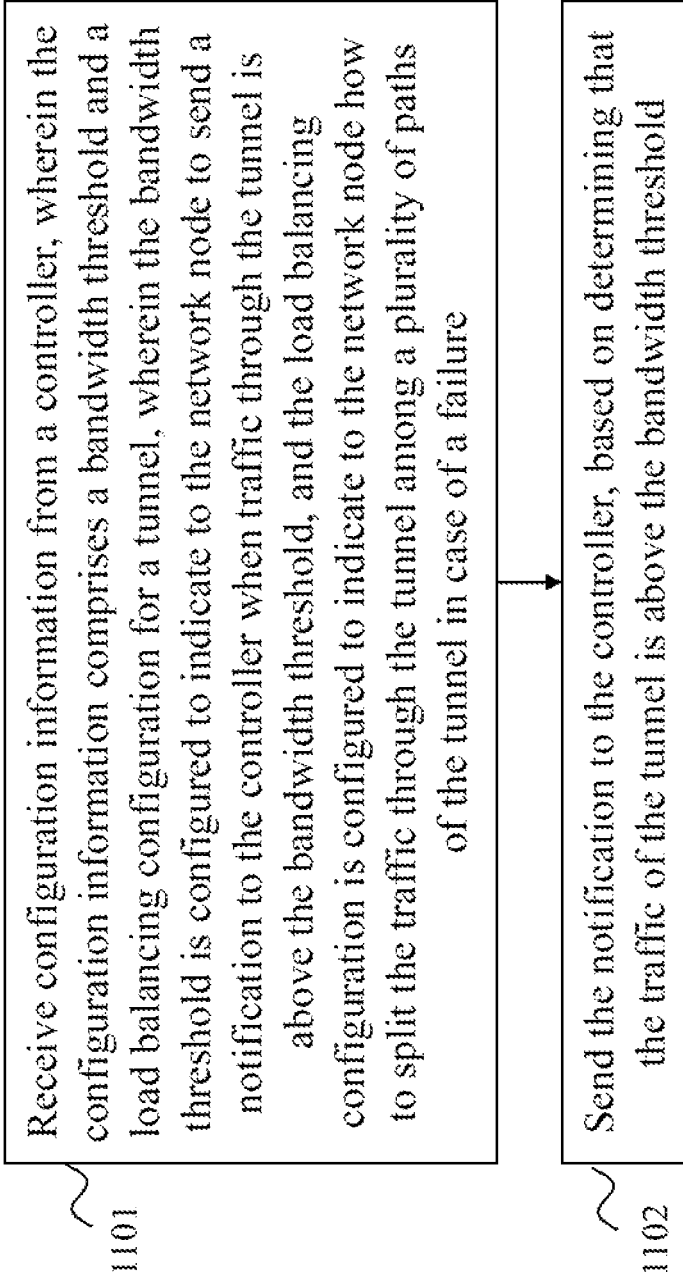 Receive configuration information from a controller, wherein the
configuration information comprises a bandwidth threshold and a
load balancing configuration for a tunnel, wherein the bandwidth
threshold is configured to indicate to the network node to send a
notification to the controller when traffic through the tunnel is
above the bandwidth threshold, and the load balancing
configuration is configured to indicate to the network node how
to split the traffic through the tunnel among a plurality of paths
of the tunnel in case of a failure
1101
Send the notification to the controller, based on determining that
the traffic of the tunnel is above the bandwidth threshold
1102